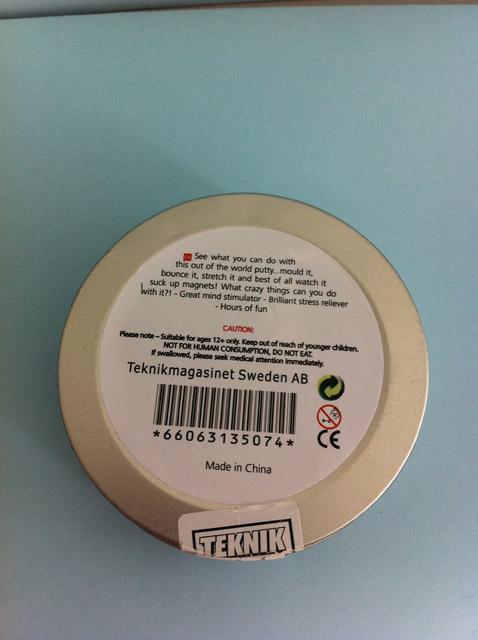 See what you can do with
this out of the world putty...mould it,
bounce it, stretch it and best of all watch it
suck up magnets! What crazy things can you do
with it?! - Great mind stimulator - Brilliant stress reliever
- Hours of fun
CAUTION:
Please note – Suitable for ages 12+ only. Keep out of reach of younger children.
NOT FOR HUMAN CONSUMPTION, DO NOT EAT.
If swallowed, please seek medical attention immediately.
Teknikmagasinet Sweden AB
*66063135074*
CE
Made in China
TEKNIK